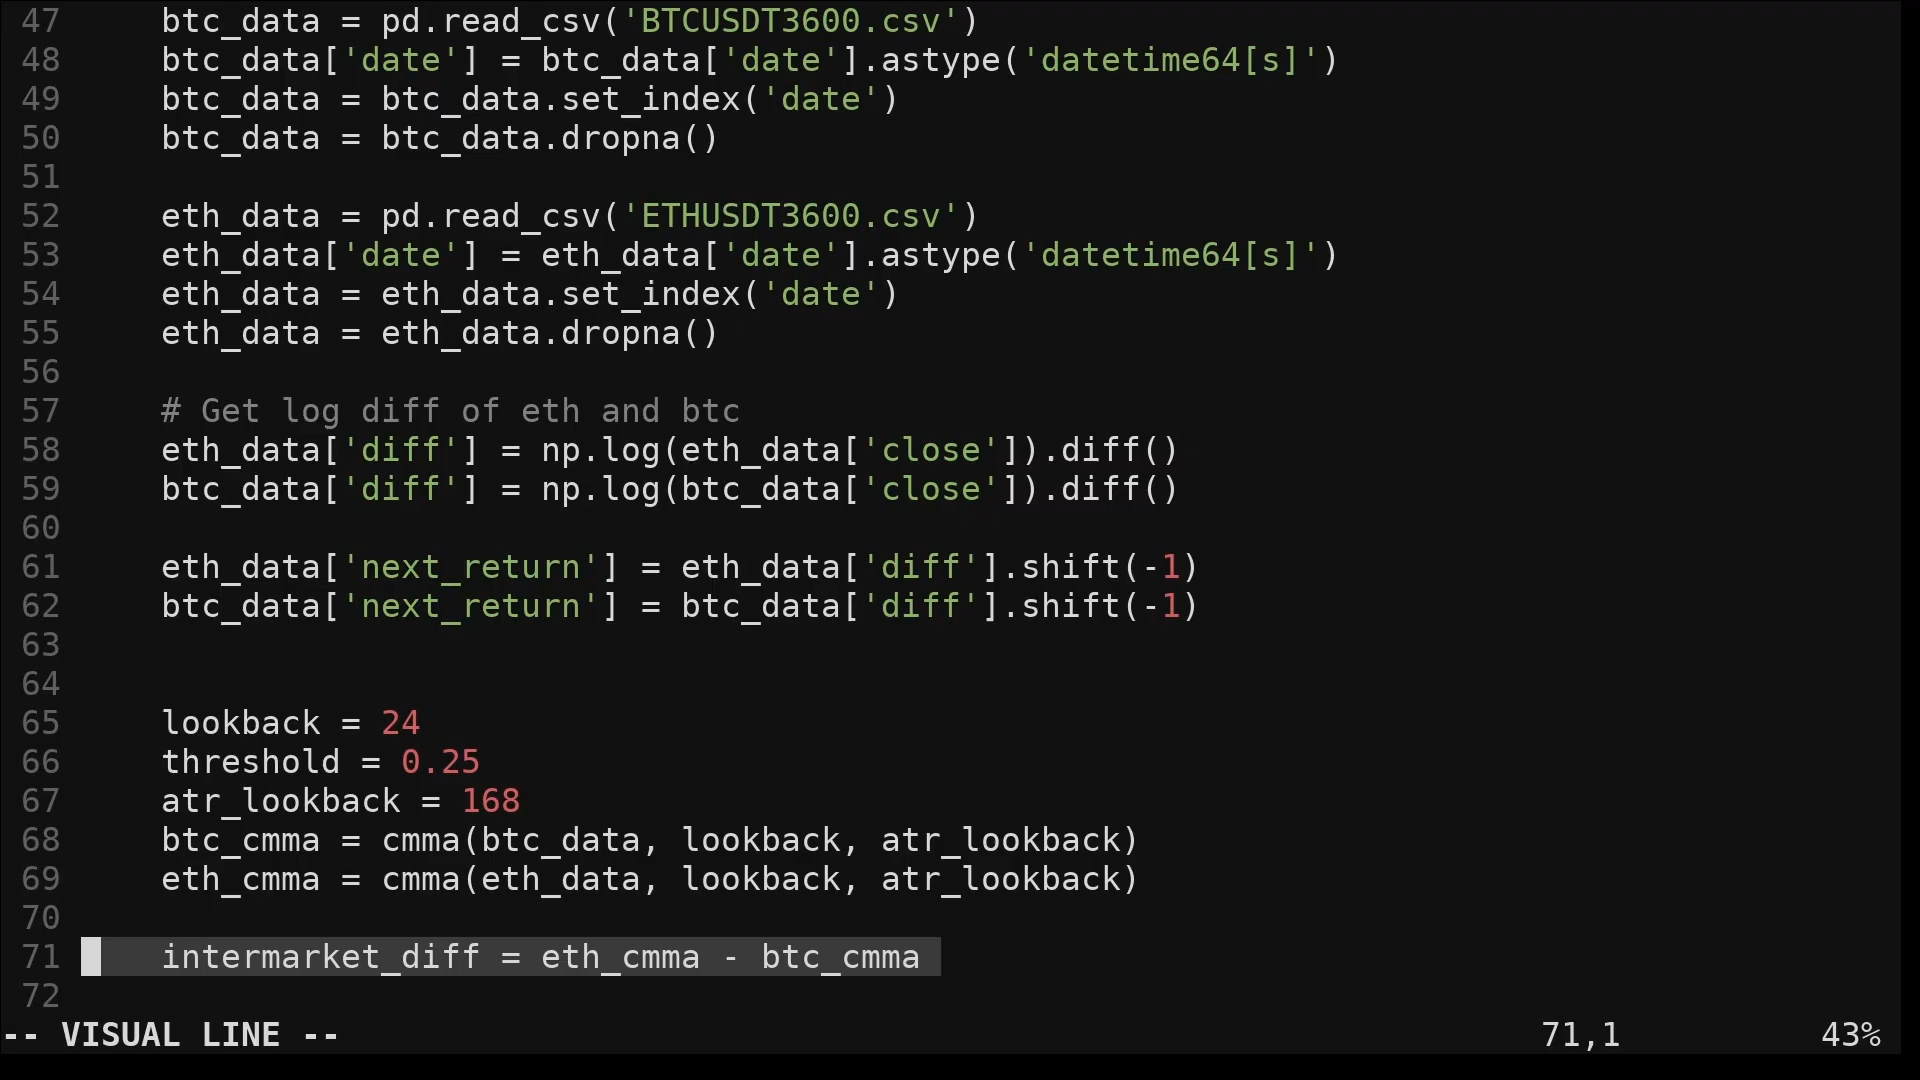 47    btc_data = pd.read_csv('BTCUSDT3600.csv')
48    btc_data['date'] = btc_data['date'].astype('datetime64[s]')
49    btc_data = btc_data.set_index('date')
50    btc_data = btc_data.dropna()
51
52    eth_data = pd.read_csv('ETHUSDT3600.csv')
53    eth_data['date'] = eth_data['date'].astype('datetime64[s]')
54    eth_data = eth_data.set_index('date')
55    eth_data = eth_data.dropna()
56
57    # Get log diff of eth and btc
58    eth_data['diff'] = np.log(eth_data['close']).diff()
59    btc_data['diff'] = np.log(btc_data['close']).diff()
60
61    eth_data['next_return'] = eth_data['diff'].shift(-1)
62    btc_data['next_return'] = btc_data['diff'].shift(-1)
63
64
65    lookback = 24
66    threshold = 0.25
67    atr_lookback = 168
68    btc_cmma = cmma(btc_data, lookback, atr_lookback)
69    eth_cmma = cmma(eth_data, lookback, atr_lookback)
70
71    intermarket_diff = eth_cmma - btc_cmma
72
-- VISUAL LINE -- 71,1 43%